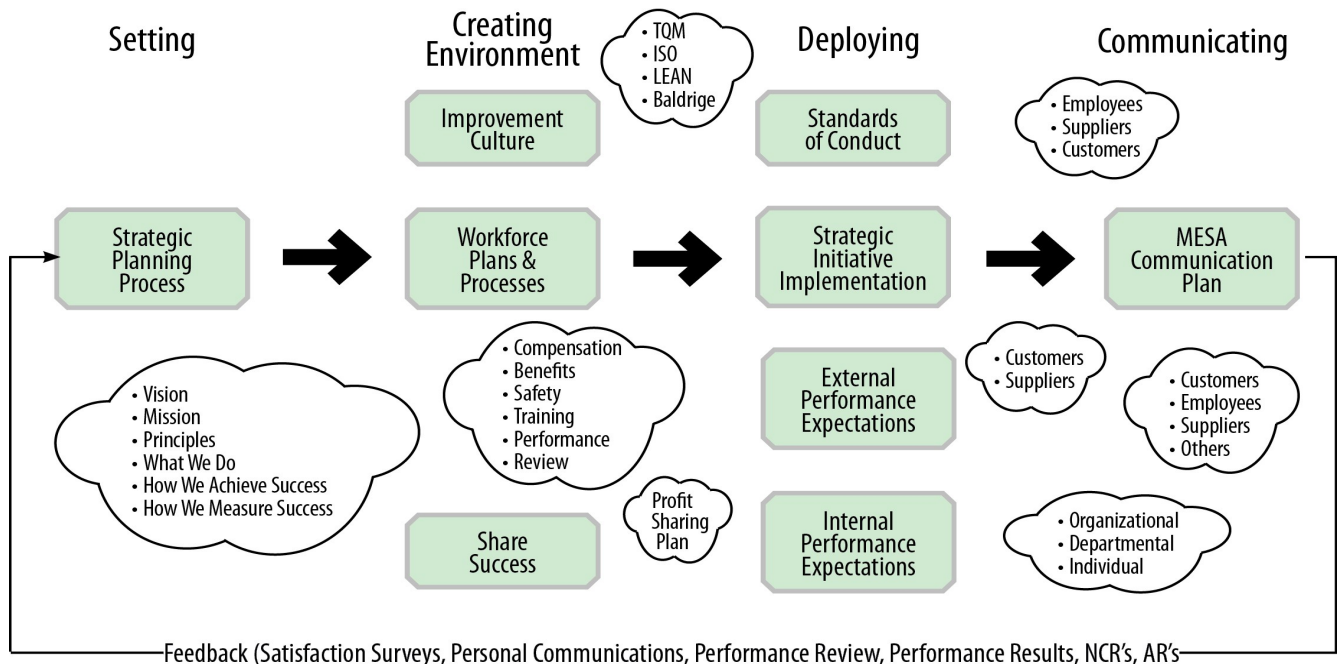 Setting
Creating
Environment
Deploying
Communicating
• TQM
• ISO
• LEAN
• Baldrige
• Employees
• Suppliers
• Customers
Improvement
Culture
Standards
of Conduct
Strategic
Planning
Process
Workforce
Plans &
Processes
Strategic
Initiative
Implementation
MESA
Communication
Plan
• Vision
• Mission
• Principles
• What We Do
• How We Achieve Success
• How We Measure Success
• Compensation
• Benefits
• Safety
• Training
• Performance
• Review
External
Performance
Expectations
• Customers
• Suppliers
• Customers
• Employees
• Suppliers
• Others
Share
Success
Profit
Sharing
Plan
Internal
Performance
Expectations
• Organizational
• Departmental
• Individual
Feedback (Satisfaction Surveys, Personal Communications, Performance Review, Performance Results, NCR's, AR's